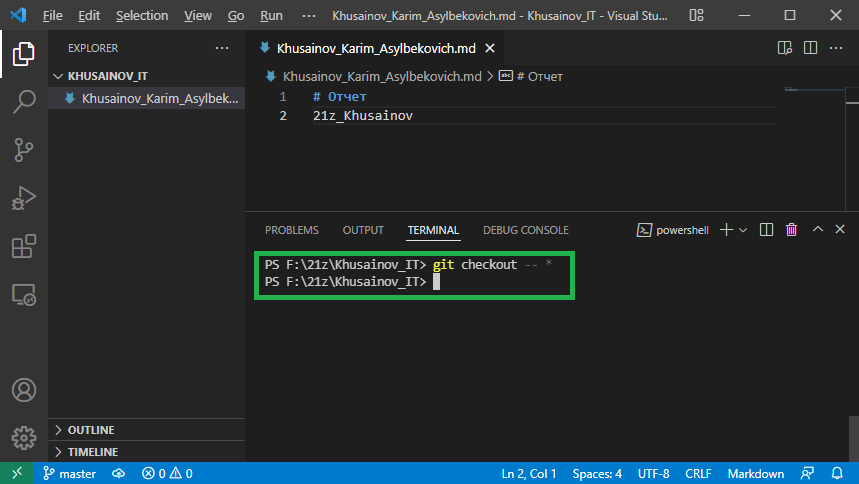 File Edit Selection View Go Run ··· Khusainov_Karim_Asylbekovich.md - Khusainov_IT - Visual Stu...
EXPLORER
KHUSAINOV_IT
Khusainov_Karim_Asylbek...
Khusainov_Karim_Asylbekovich.md
Khusainov_Karim_Asylbekovich.md > # Отчет
1 # Отчет
2 21z_Khusainov
PROBLEMS OUTPUT TERMINAL DEBUG CONSOLE powershell
PS F:\21z\Khusainov_IT> git checkout -- *
PS F:\21z\Khusainov_IT>
OUTLINE
TIMELINE
master 0 0 Ln 2, Col 1 Spaces: 4 UTF-8 CRLF Markdown